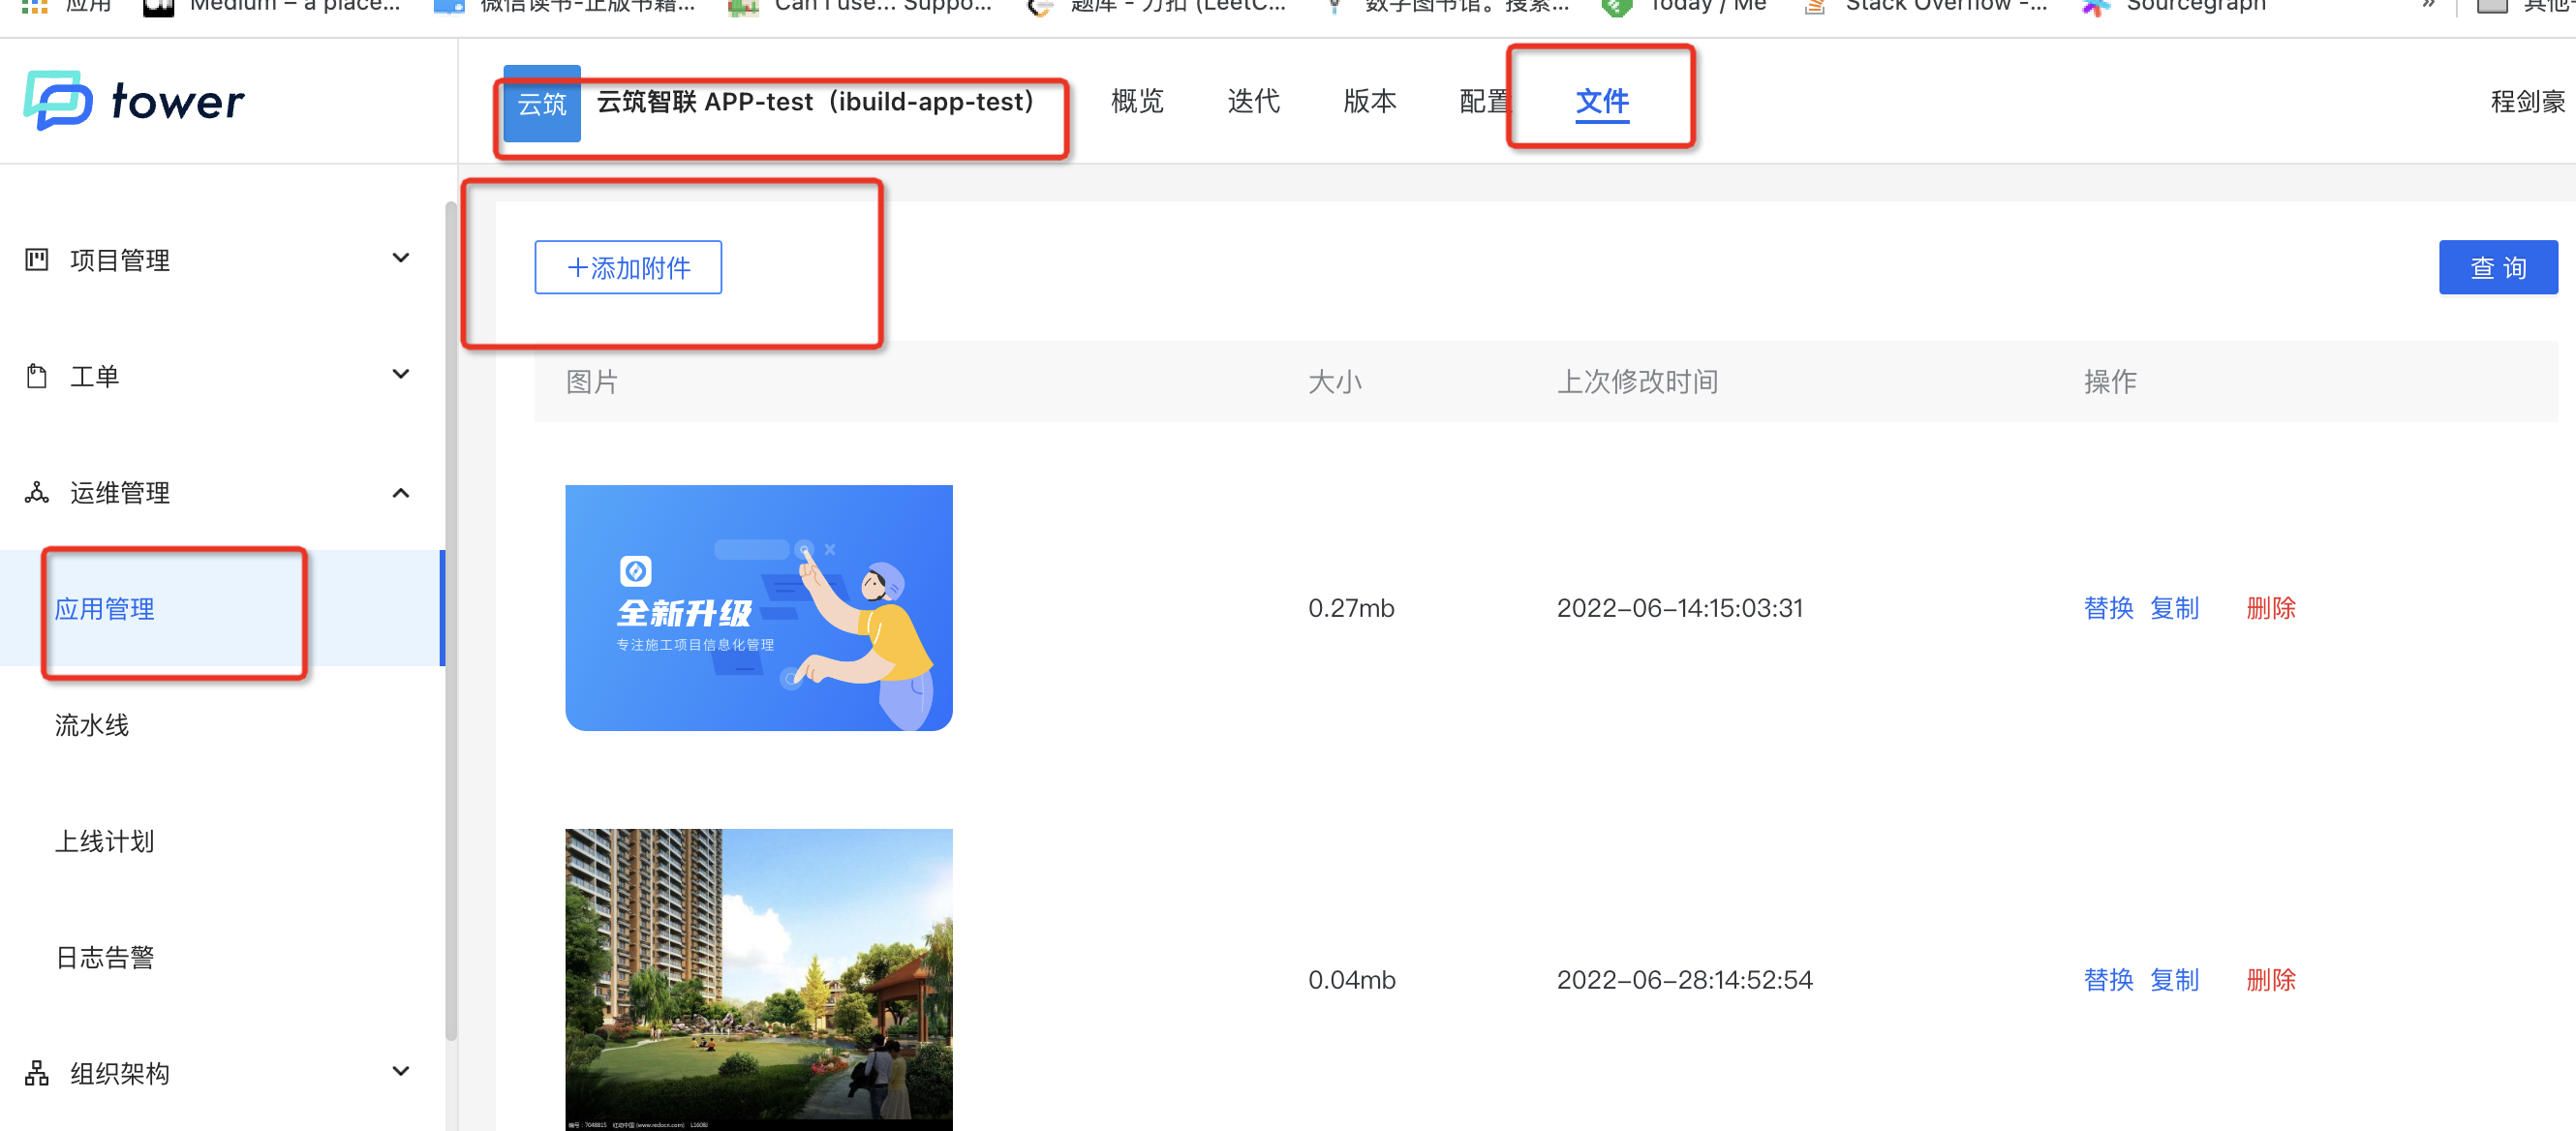 应用 Medium – a place... 微信读书-正版书籍... Can I use... Suppo... 题库 - 力扣 (LeetC... 数字图书馆。搜索... Today / Me Stack Overflow -... Sourcegraph »
tower
云筑 云筑智联 APP-test（ibuild-app-test） 概览 迭代 版本 配置 文件 程剑豪
项目管理
工单
运维管理
应用管理
流水线
上线计划
日志告警
组织架构
+添加附件 查 询
图片 大小 上次修改时间 操作
全新升级
专注施工项目信息化管理
0.27mb 2022-06-14:15:03:31 替换 复制 删除
0.04mb 2022-06-28:14:52:54 替换 复制 删除